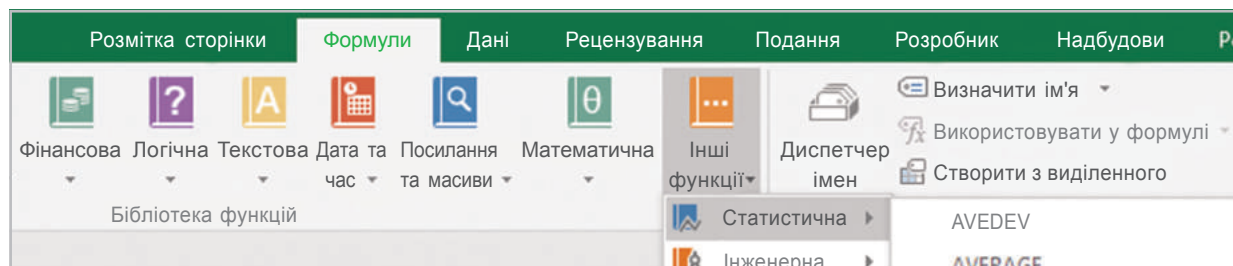 Розмітка сторінки Формули Дані Рецензування Подання Розробник Надбудови
Фінансова Логічна Текстова Дата та час Посилання та масиви Математична Інші функції Диспетчер імен
Визначити ім'я
Використовувати у формулі
Створити з виділенного
Бібліотека функцій
Статистична AVEDEV
Інженерна AVERAGE